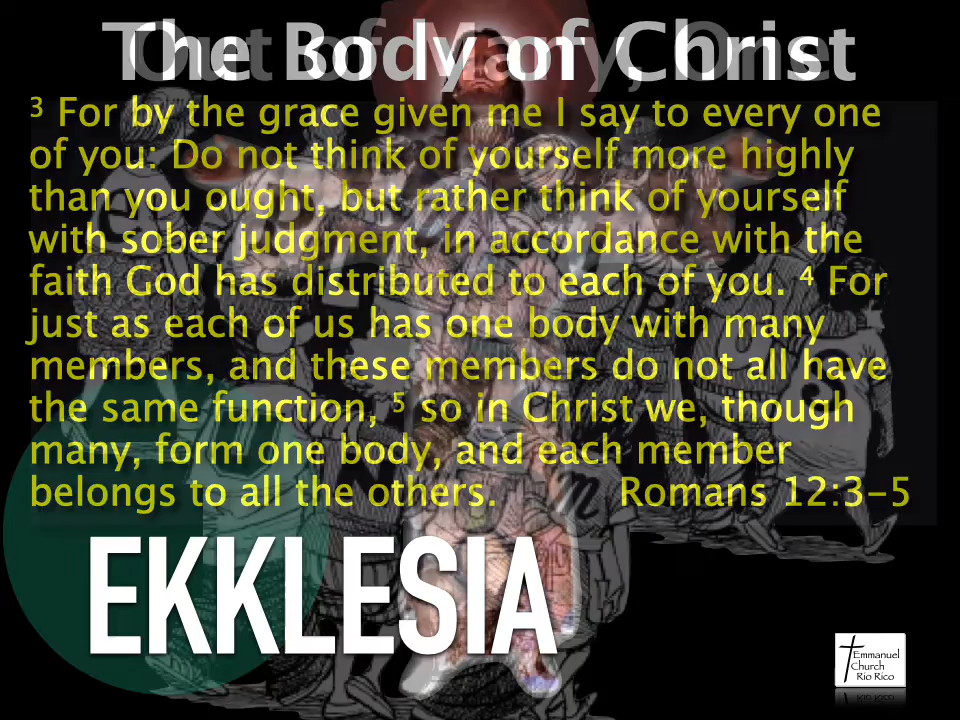 The Body of Christ
Out of Many, One
³ For by the grace given me I say to every one
of you: Do not think of yourself more highly
than you ought, but rather think of yourself
with sober judgment, in accordance with the
faith God has distributed to each of you. ⁴ For
just as each of us has one body with many
members, and these members do not all have
the same function, ⁵ so in Christ we, though
many, form one body, and each member
belongs to all the others. Romans 12:3-5
EKKLESIA
Emmanuel
Church
Rio Rico